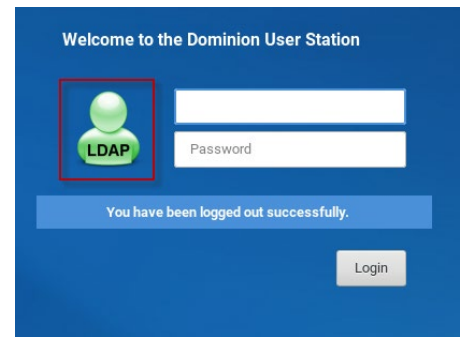 Welcome to the Dominion User Station
LDAP
Password
You have been logged out successfully.
Login